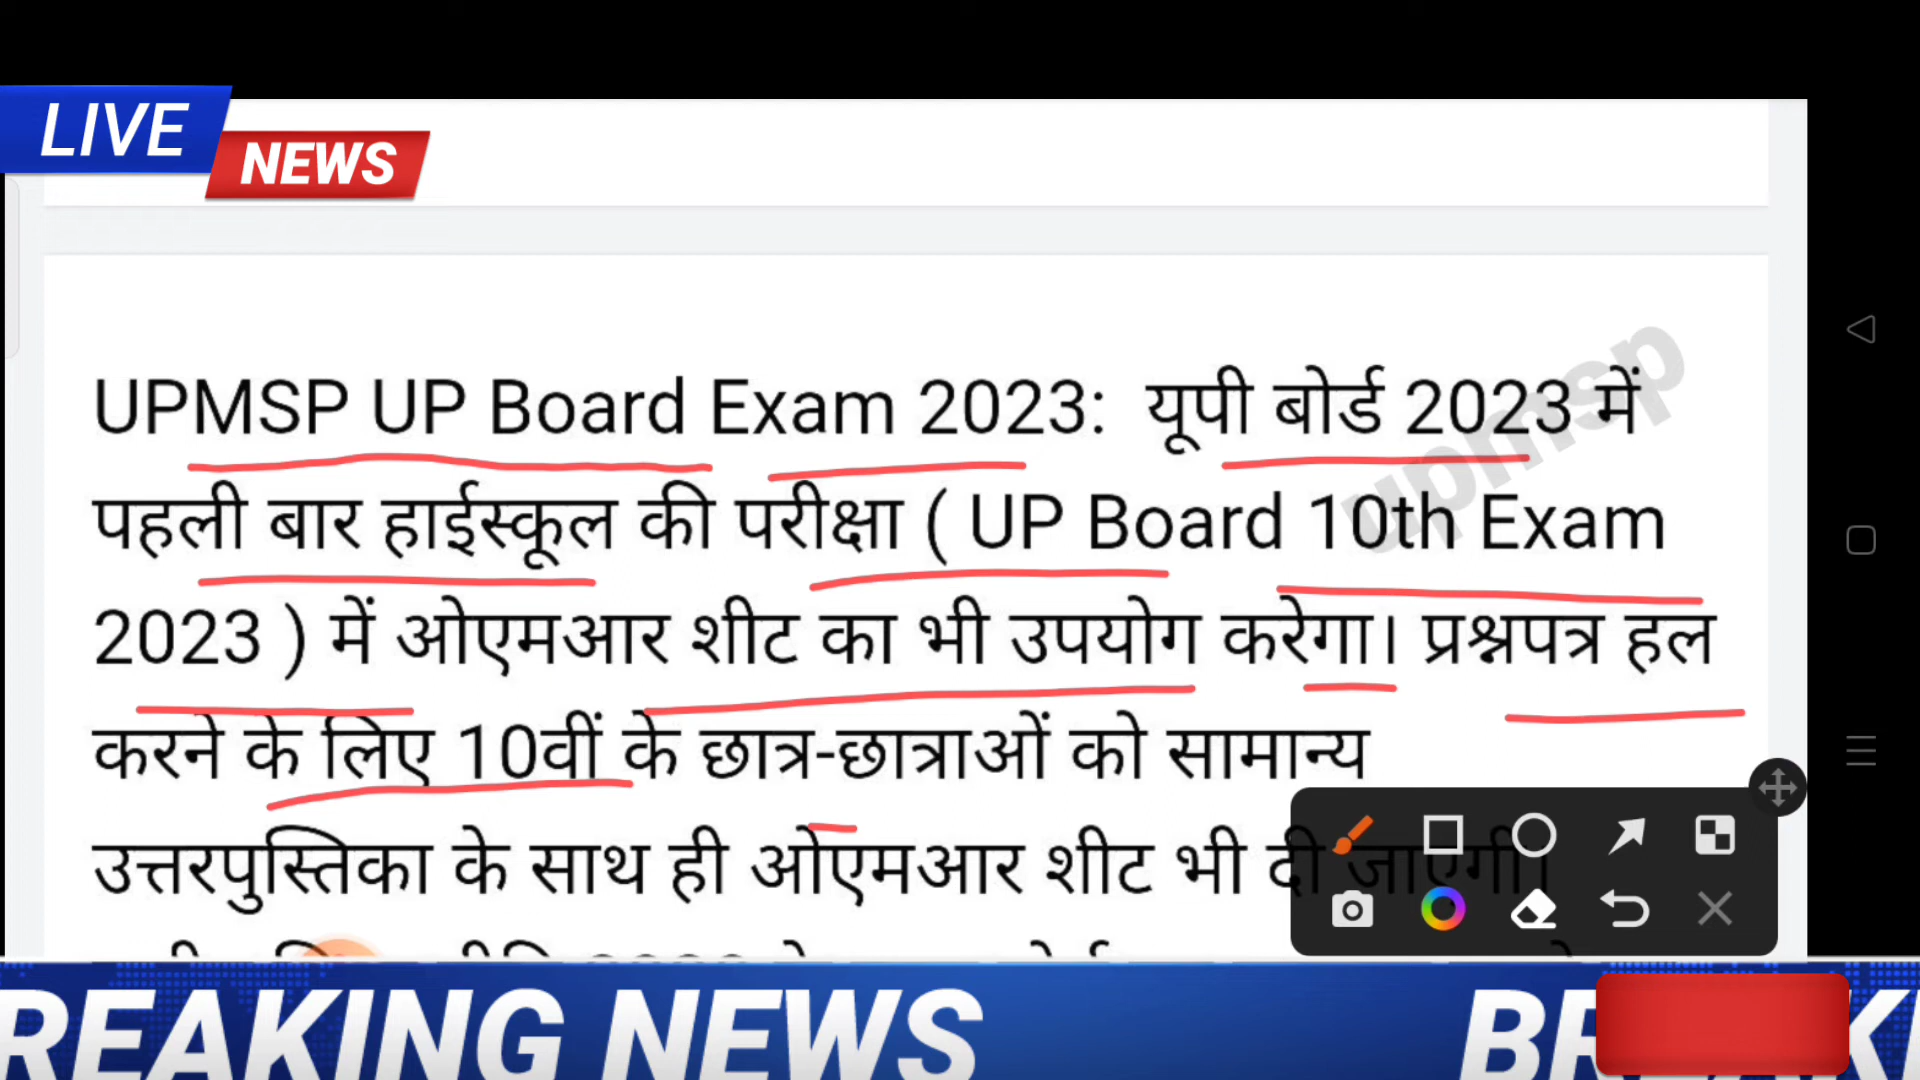 LIVE
NEWS
upmsp
UPMSP UP Board Exam 2023: यूपी बोर्ड 2023 में
पहली बार हाईस्कूल की परीक्षा ( UP Board 10th Exam
2023 ) में ओएमआर शीट का भी उपयोग करेगा। प्रश्नपत्र हल
करने के लिए 10वीं के छात्र-छात्राओं को सामान्य
उत्तरपुस्तिका के साथ ही ओएमआर शीट भी दी जाएगी।
REAKING NEWS